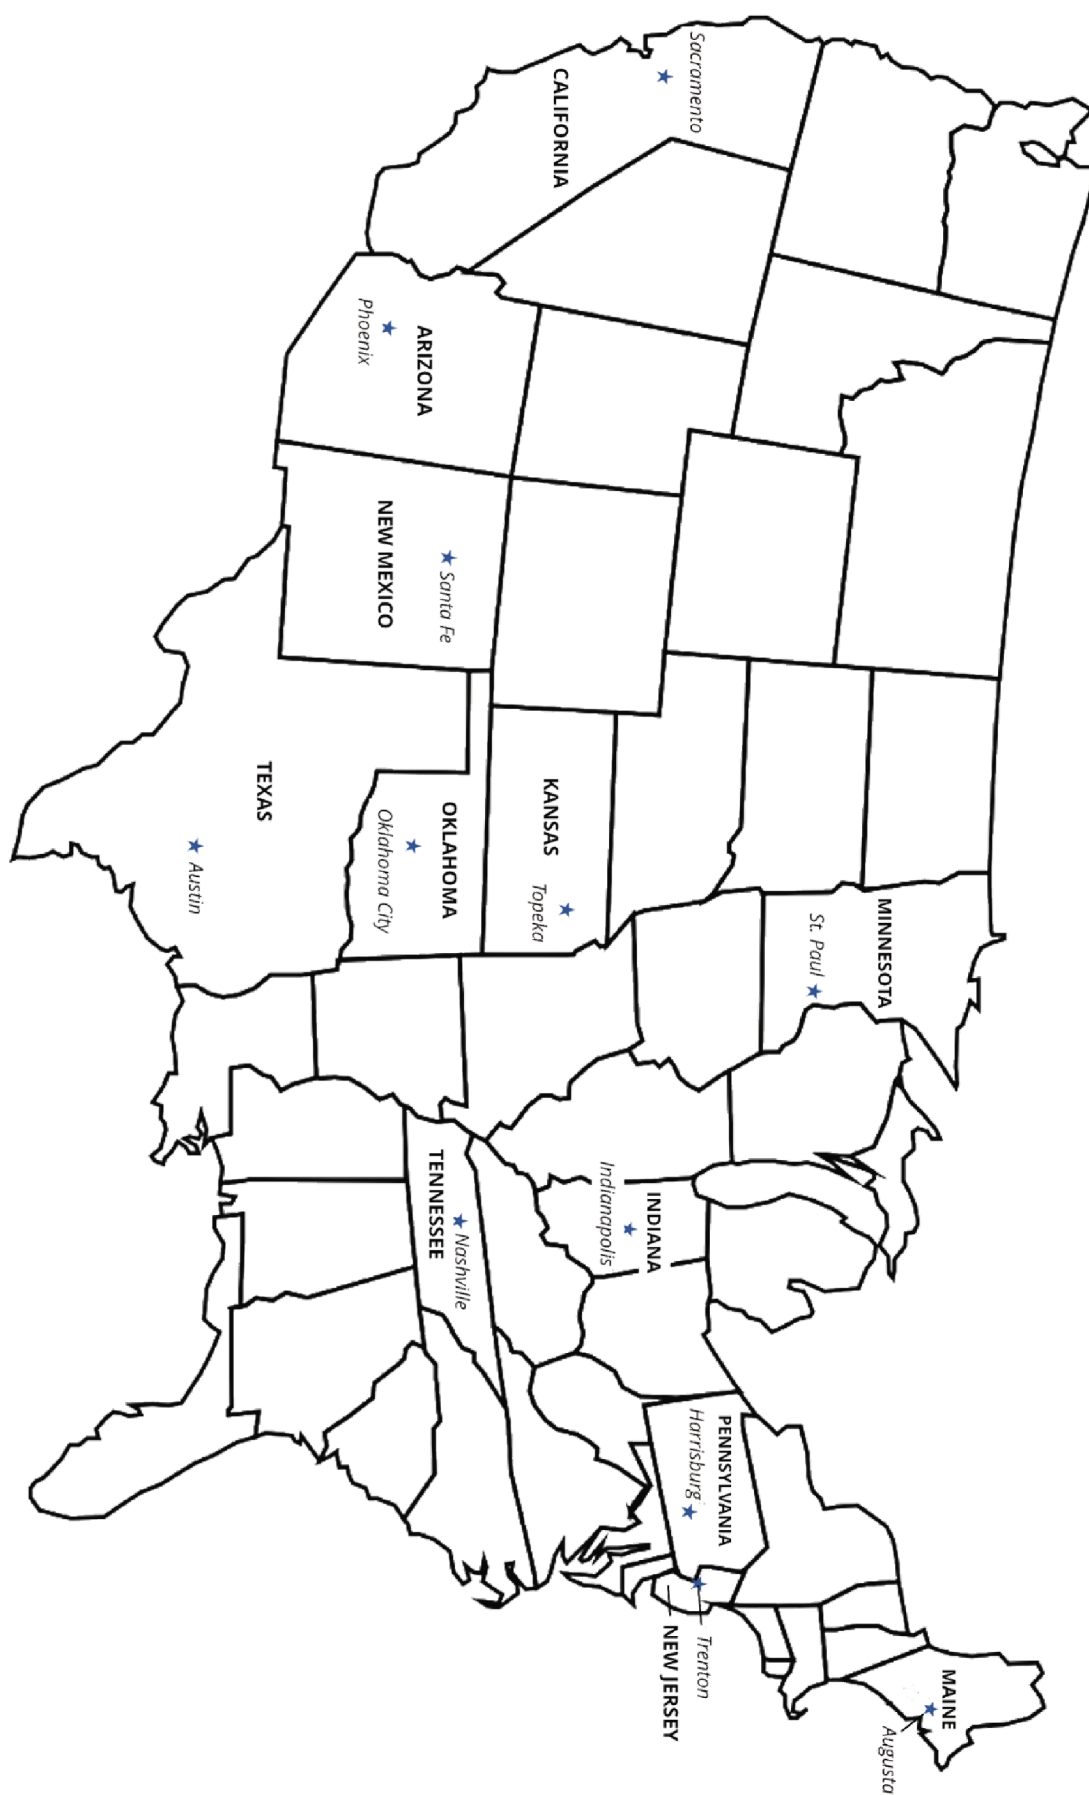 Sacramento
CALIFORNIA
ARIZONA
Phoenix
Santa Fe
NEW MEXICO
TEXAS
Austin
KANSAS
Topeka
OKLAHOMA
Oklahoma City
MINNESOTA
St. Paul
INDIANA
Indianapolis
Nashville
TENNESSEE
PENNSYLVANIA
Harrisburg
Trenton
NEW JERSEY
MAINE
Augusta